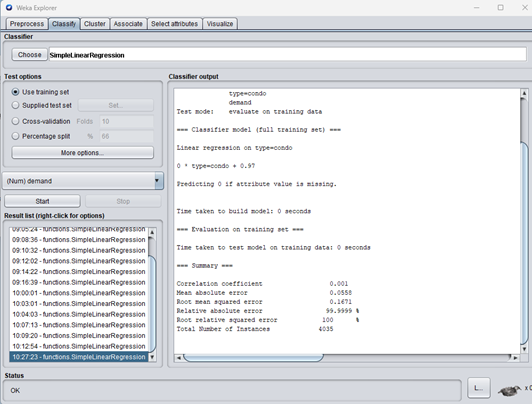 Weka Explorer
Preprocess Classify Cluster Associate Select attributes Visualize
Classifier
Choose SimpleLinearRegression
Test options
Use training set
Supplied test set Set...
Cross-validation Folds 10
Percentage split % 66
More options...
(Num) demand
Start Stop
Result list (right-click for options)
09:05:24 - functions.SimpleLinearRegression
09:08:36 - functions.SimpleLinearRegression
09:10:32 - functions.SimpleLinearRegression
09:12:02 - functions.SimpleLinearRegression
09:14:22 - functions.SimpleLinearRegression
09:16:39 - functions.SimpleLinearRegression
10:00:01 - functions.SimpleLinearRegression
10:03:01 - functions.SimpleLinearRegression
10:04:03 - functions.SimpleLinearRegression
10:07:13 - functions.SimpleLinearRegression
10:09:20 - functions.SimpleLinearRegression
10:12:54 - functions.SimpleLinearRegression
10:27:23 - functions.SimpleLinearRegression
Classifier output
type=condo
demand
Test mode: evaluate on training data
=== Classifier model (full training set) ===
Linear regression on type=condo
0 * type=condo + 0.97
Predicting 0 if attribute value is missing.
Time taken to build model: 0 seconds
=== Evaluation on training set ===
Time taken to test model on training data: 0 seconds
=== Summary ===
Correlation coefficient 0.001
Mean absolute error 0.0558
Root mean squared error 0.1671
Relative absolute error 99.9999 %
Root relative squared error 100 %
Total Number of Instances 4035
Status
OK
L...